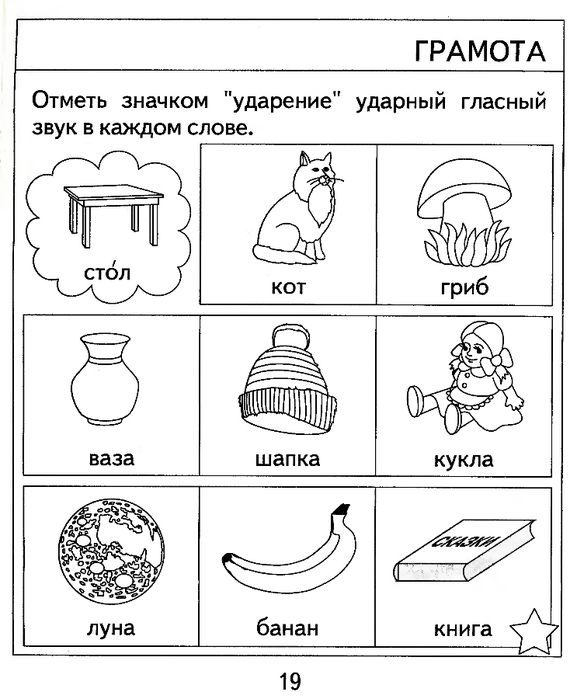 ГРАМОТА
Отметь значком "ударение" ударный гласный
звук в каждом слове.
сто́л
кот
гриб
ваза
шапка
кукла
СКАЗКИ
луна
банан
книга
19